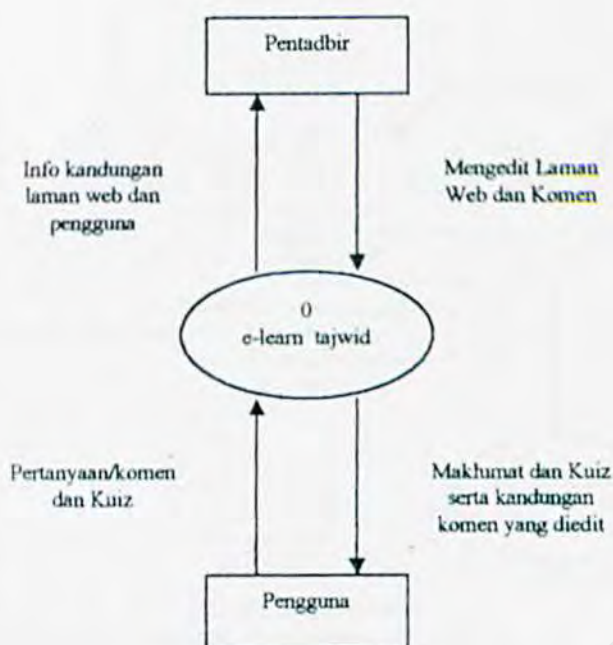 Pentadbir
Info kandungan
laman web dan
pengguna
Mengedit Laman
Web dan Komen
0
e-learn tajwid
Pertanyaan/komen
dan Kuiz
Maklumat dan Kuiz
serta kandungan
komen yang diedit
Pengguna